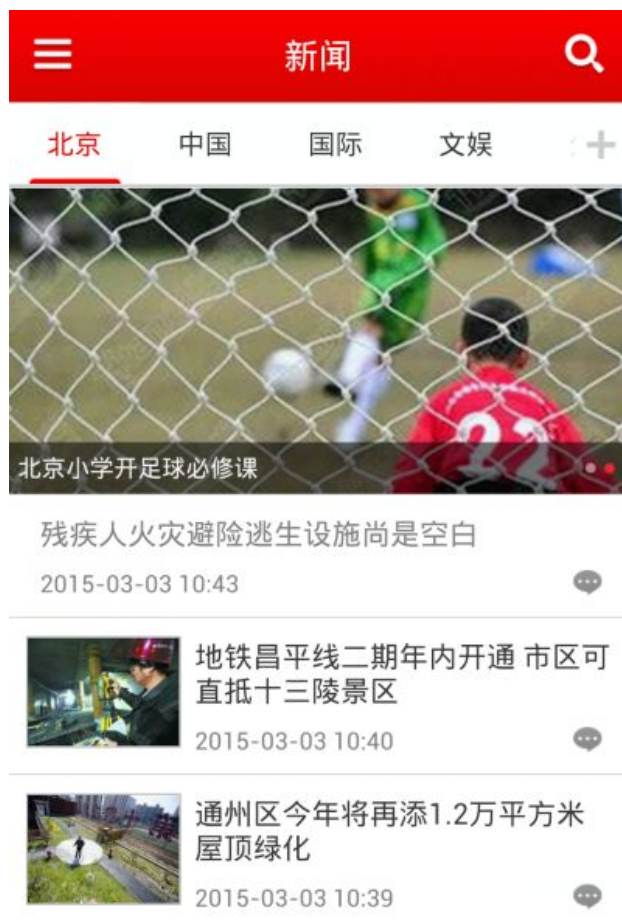 新闻
北京 中国 国际 文娱
22
北京小学开足球必修课
残疾人火灾避险逃生设施尚是空白
2015-03-03 10:43
地铁昌平线二期年内开通 市区可
直抵十三陵景区
2015-03-03 10:40
通州区今年将再添1.2万平方米
屋顶绿化
2015-03-03 10:39